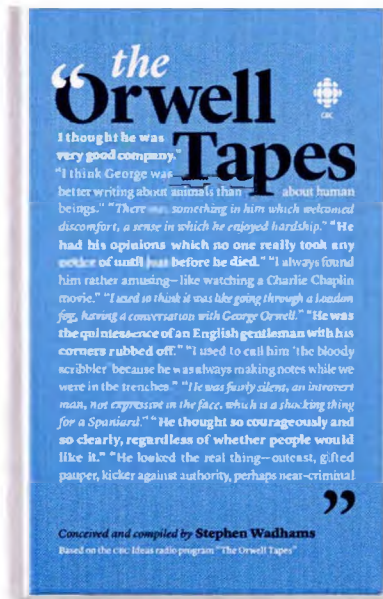 “the
Orwell
CBC
Tapes
I thought he was
very good company.”
“I think George was
better writing about animals than about human
beings.” “There something in him which welcomed
discomfort, a sense in which he enjoyed hardship.” “He
had his opinions which no one really took any
of until before he died.” “I always found
him rather amusing—like watching a Charlie Chaplin
movie.” “I used to think it was like going through a London
fog, having a conversation with George Orwell.” “He was
the quintessence of an English gentleman with his
corners rubbed off.” “I used to call him ‘the bloody
scribbler’ because he was always making notes while we
were in the trenches.” “He was fairly silent, an introvert
man, not expressive in the face, which is a shocking thing
for a Spaniard.” “He thought so courageously and
so clearly, regardless of whether people would
like it.” “He looked the real thing—outcast, gifted
pauper, kicker against authority, perhaps near-criminal
”
Conceived and compiled by Stephen Wadhams
Based on the CBC Ideas radio program “The Orwell Tapes”